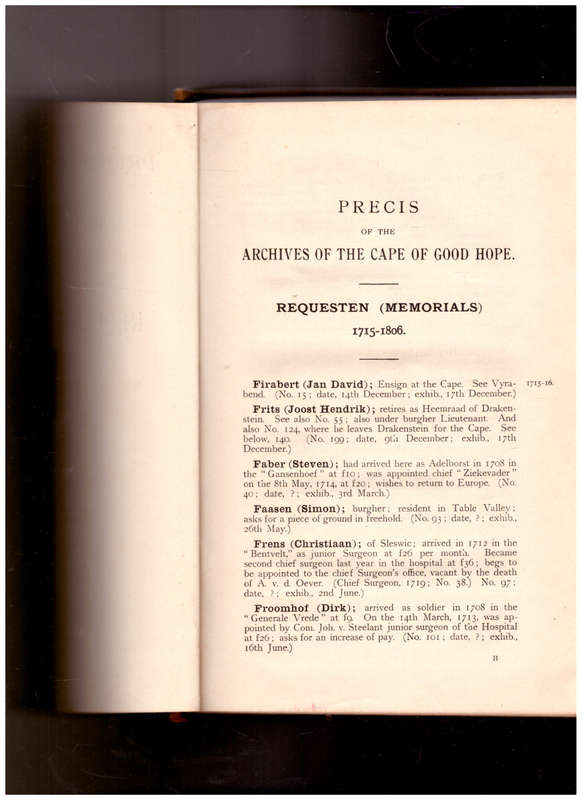 PRECIS
OF THE
ARCHIVES OF THE CAPE OF GOOD HOPE.
REQUESTEN (MEMORIALS)
1715-1806.
Firabert (Jan David); Ensign at the Cape. See Vyra- 1715-16.
bend. (No. 15; date, 14th December; exhib., 17th December.)
Frits (Joost Hendrik); retires as Heemraad of Draken-
stein. See also No. 55; also under burgher Lieutenant. And
also No. 124, where he leaves Drakenstein for the Cape. See
below, 140. (No. 199; date, 9th December; exhib., 17th
December.)
Faber (Steven); had arrived here as Adelborst in 1708 in
the "Gansenhoef" at f10; was appointed chief "Ziekevader"
on the 8th May, 1714, at f20; wishes to return to Europe. (No.
40; date, ?; exhib., 3rd March.)
Faasen (Simon); burgher; resident in Table Valley;
asks for a piece of ground in freehold. (No. 93; date, ?; exhib.,
26th May.)
Frens (Christiaan); of Sleswic; arrived in 1712 in the
"Bentvelt," as junior Surgeon at f26 per month. Became
second chief surgeon last year in the hospital at f36; begs to
be appointed to the chief Surgeon's office, vacant by the death
of A. v. d. Oever. (Chief Surgeon, 1719; No. 38.) No. 97;
date, ?; exhib., 2nd June.)
Froomhof (Dirk); arrived as soldier in 1708 in the
"Generale Vrede" at f9. On the 14th March, 1713, was ap-
pointed by Com. Joh. v. Steelant junior surgeon of the Hospital
at f26; asks for an increase of pay. (No. 101; date, ?; exhib.,
16th June.)
B